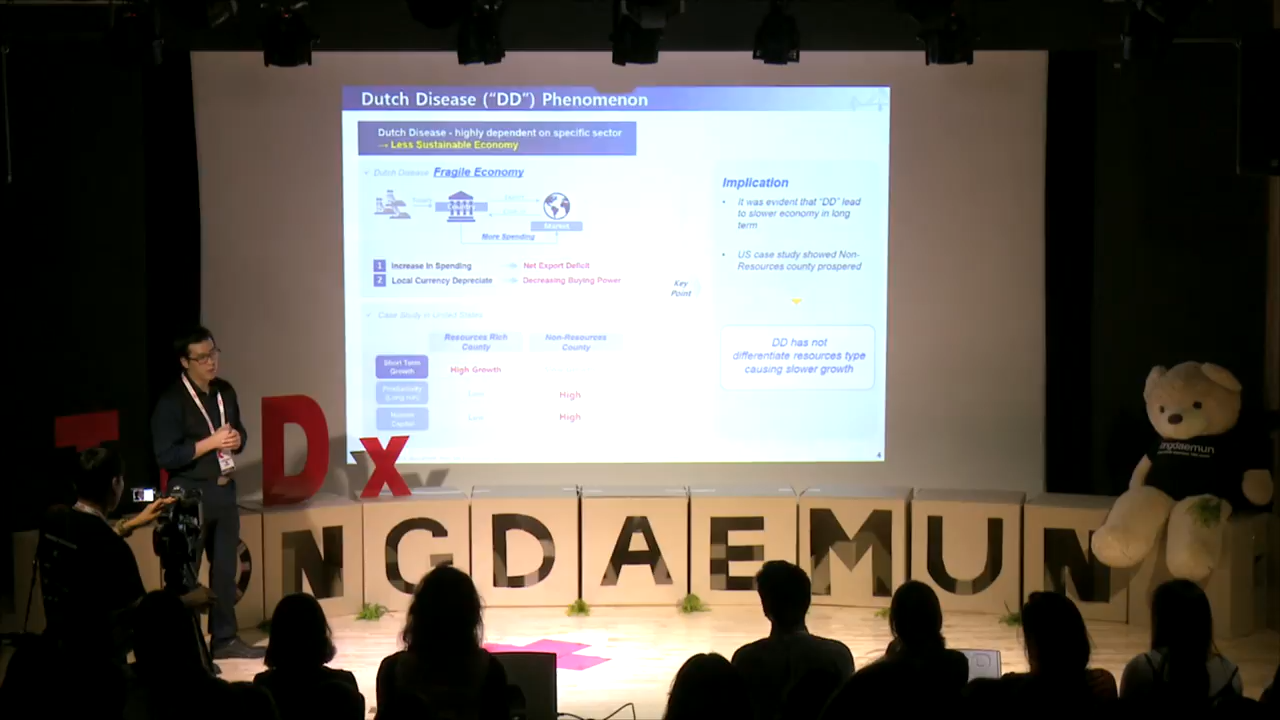 Dutch Disease ("DD") Phenomenon
Dutch Disease - highly dependent on specific sector
→ Less Sustainable Economy
✓ Dutch Disease Fragile Economy
Market
More Spending
1 Increase In Spending Net Export Deficit
2 Local Currency Depreciate Decreasing Buying Power
Key
Point
✓ Case Study in United States
Resources Rich
County
Non-Resources
County
Short Term
Growth
High Growth
Productivity
(Long run)
Low
High
Human
Capital
Low
High
Implication
• It was evident that "DD" lead
to slower economy in long
term
• US case study showed Non-
Resources county prospered
DD has not
differentiate resources type
causing slower growth
4
Dx
ONGDAEMUN
ngdaemun